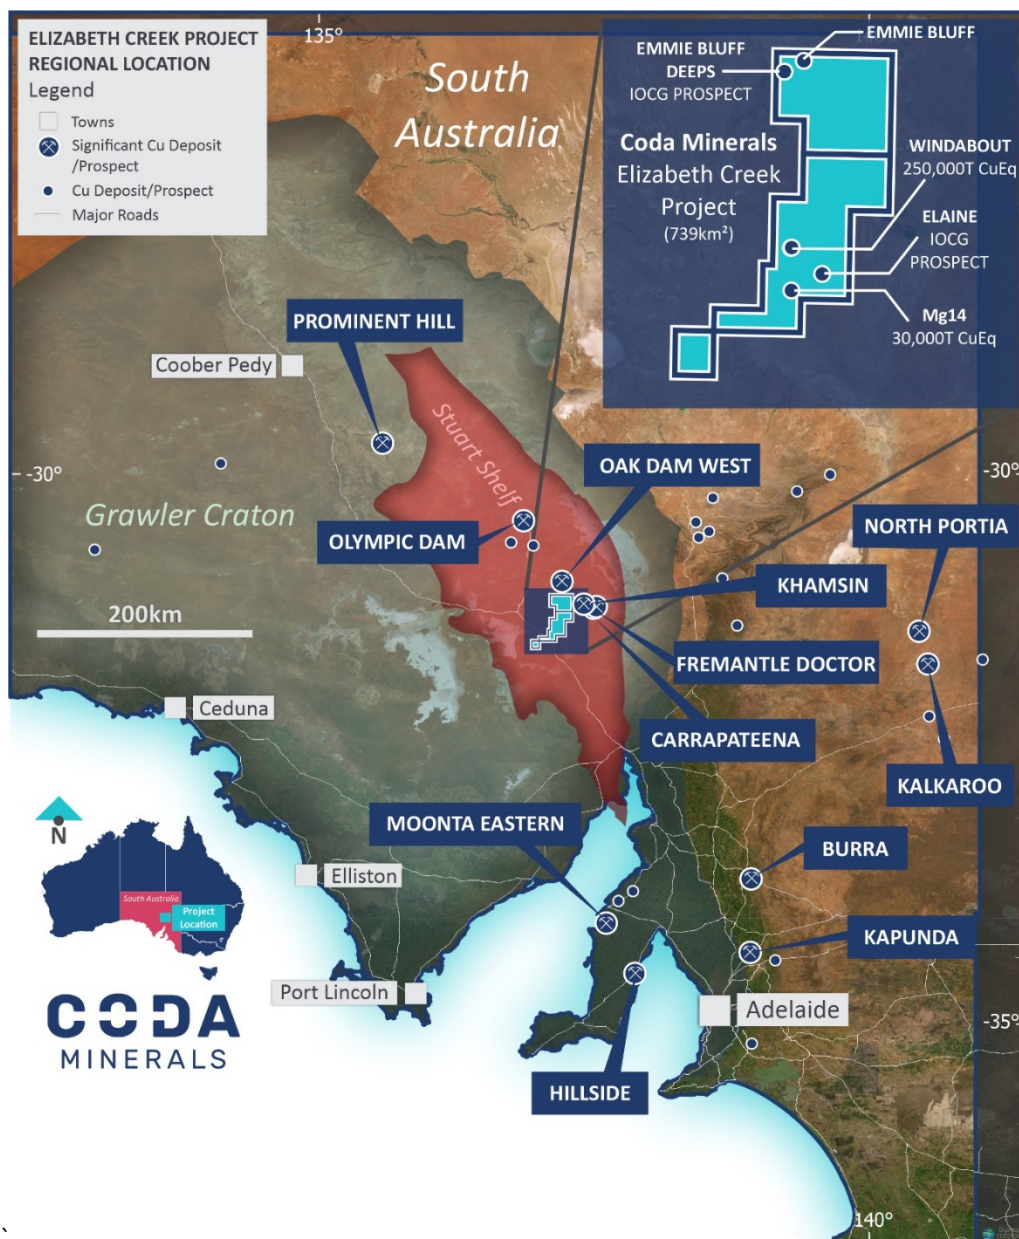 ELIZABETH CREEK PROJECT
REGIONAL LOCATION
Legend
Towns
Significant Cu Deposit
/Prospect
Cu Deposit/Prospect
Major Roads
135°
South
Australia
EMMIE BLUFF
EMMIE BLUFF
DEEPS
IOCG PROSPECT
Coda Minerals
Elizabeth Creek
Project
(739km²)
WINDABOUT
250,000T CuEq
ELAINE
IOCG
PROSPECT
Mg14
30,000T CuEq
PROMINENT HILL
Coober Pedy
Stuart Shelf
-30°
-30°
OAK DAM WEST
Grawler Craton
OLYMPIC DAM
NORTH PORTIA
KHAMSIN
200km
FREMANTLE DOCTOR
Ceduna
CARRAPATEENA
KALKAROO
MOONTA EASTERN
N
BURRA
Elliston
South Australia
Project
Location
KAPUNDA
Port Lincoln
Adelaide
-35°
CODA
MINERALS
HILLSIDE
140°